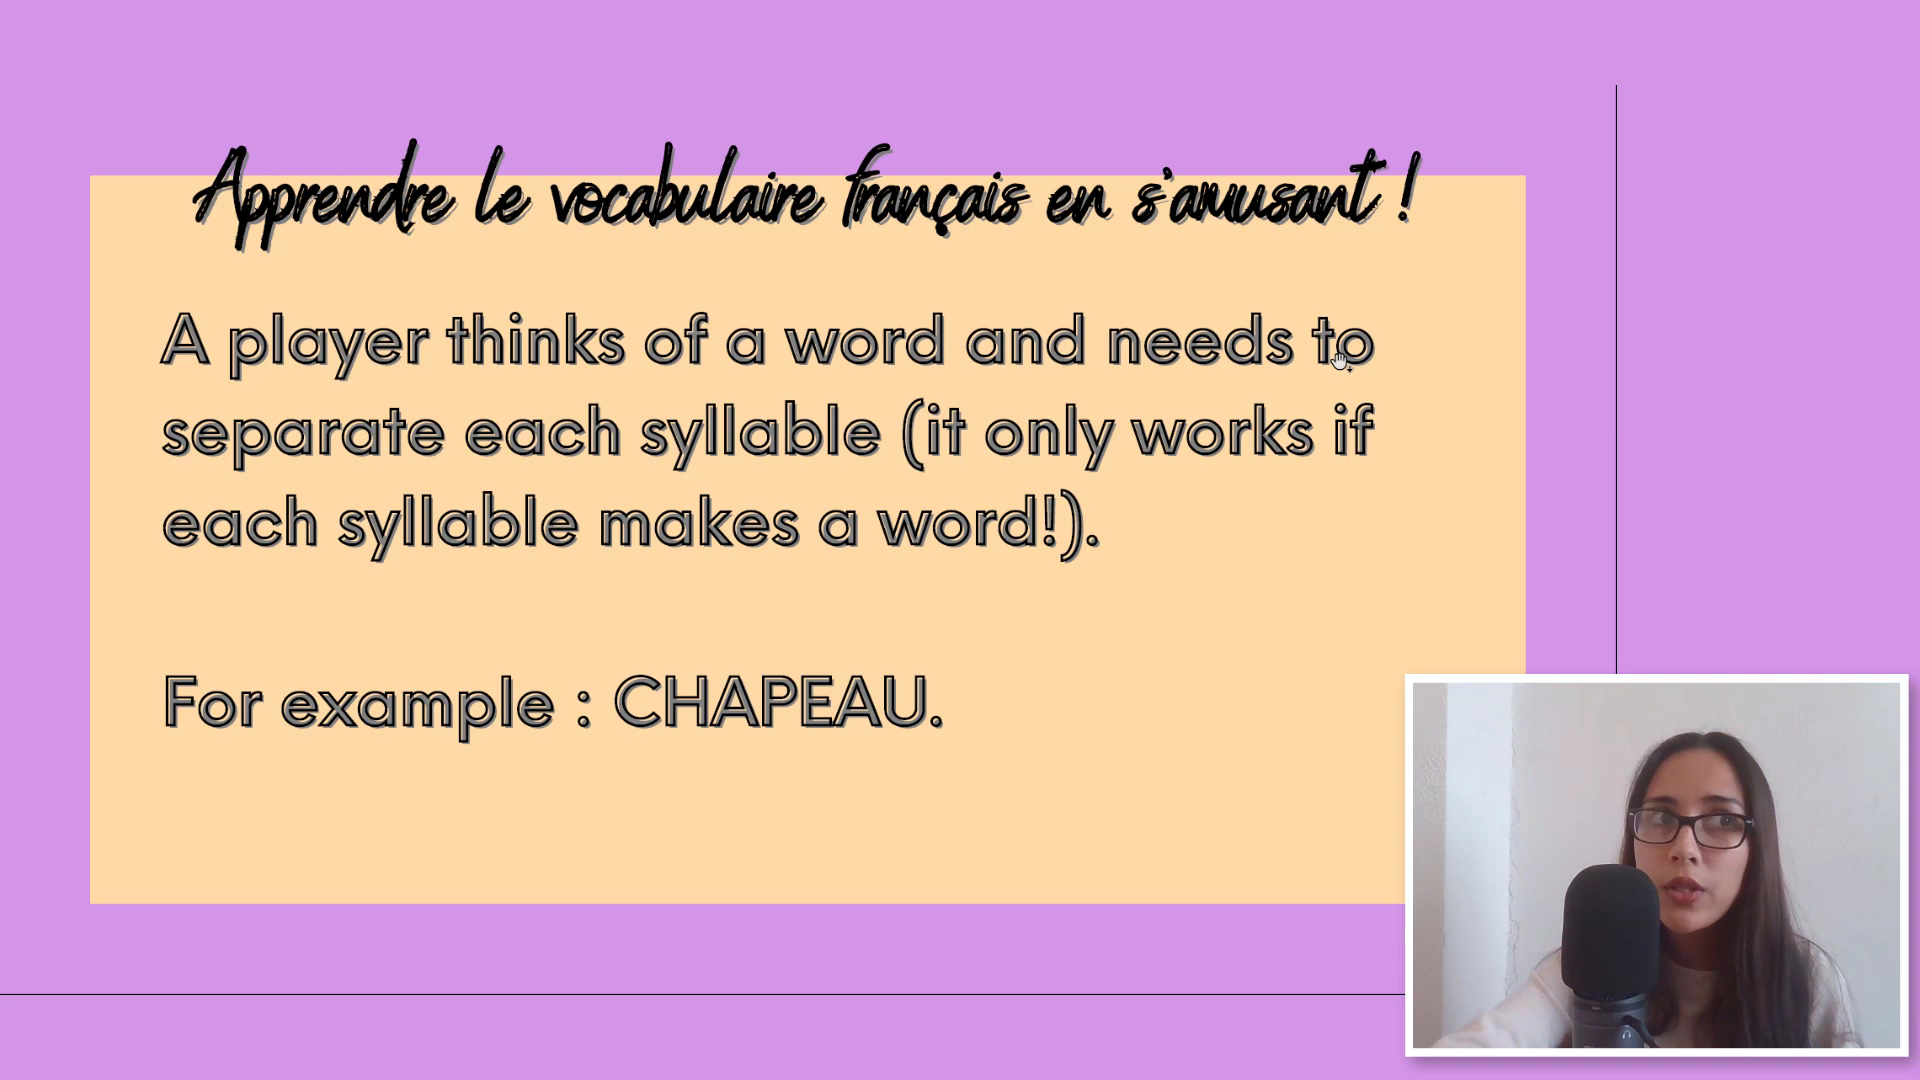 Apprendre le vocabulaire français en s'amusant !
A player thinks of a word and needs to
separate each syllable (it only works if
each syllable makes a word!).
For example : CHAPEAU.